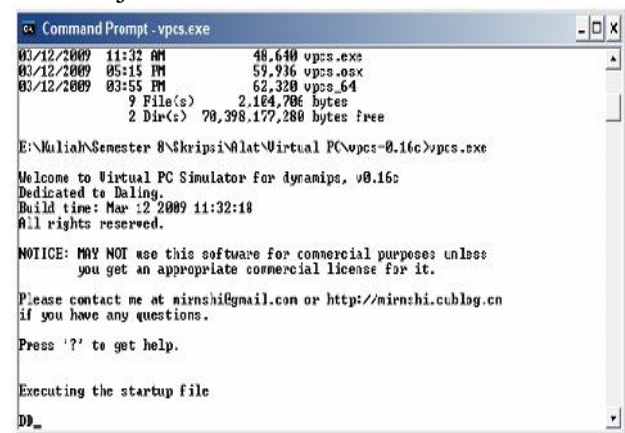 Command Prompt - vpcs.exe
03/12/2009 11:32 AM 48,640 vpcs.exe
03/12/2009 05:15 PM 59,936 vpcs.osx
03/12/2009 03:55 PM 62,320 vpcs_64
9 File(s) 2,104,706 bytes
2 Dir(s) 70,398,177,280 bytes free
E:\Kuliah\Semester 8\Skripsi\Alat\Virtual PC\vpcs-0.16c>vpcs.exe
Welcome to Virtual PC Simulator for dynamips, v0.16c
Dedicated to Daling.
Build time: Mar 12 2009 11:32:18
All rights reserved.
NOTICE: MAY NOT use this software for commercial purposes unless
you get an appropriate commercial license for it.
Please contact me at mirnshi@gmail.com or http://mirnshi.cublog.cn
if you have any questions.
Press '?' to get help.
Executing the startup file
DD_